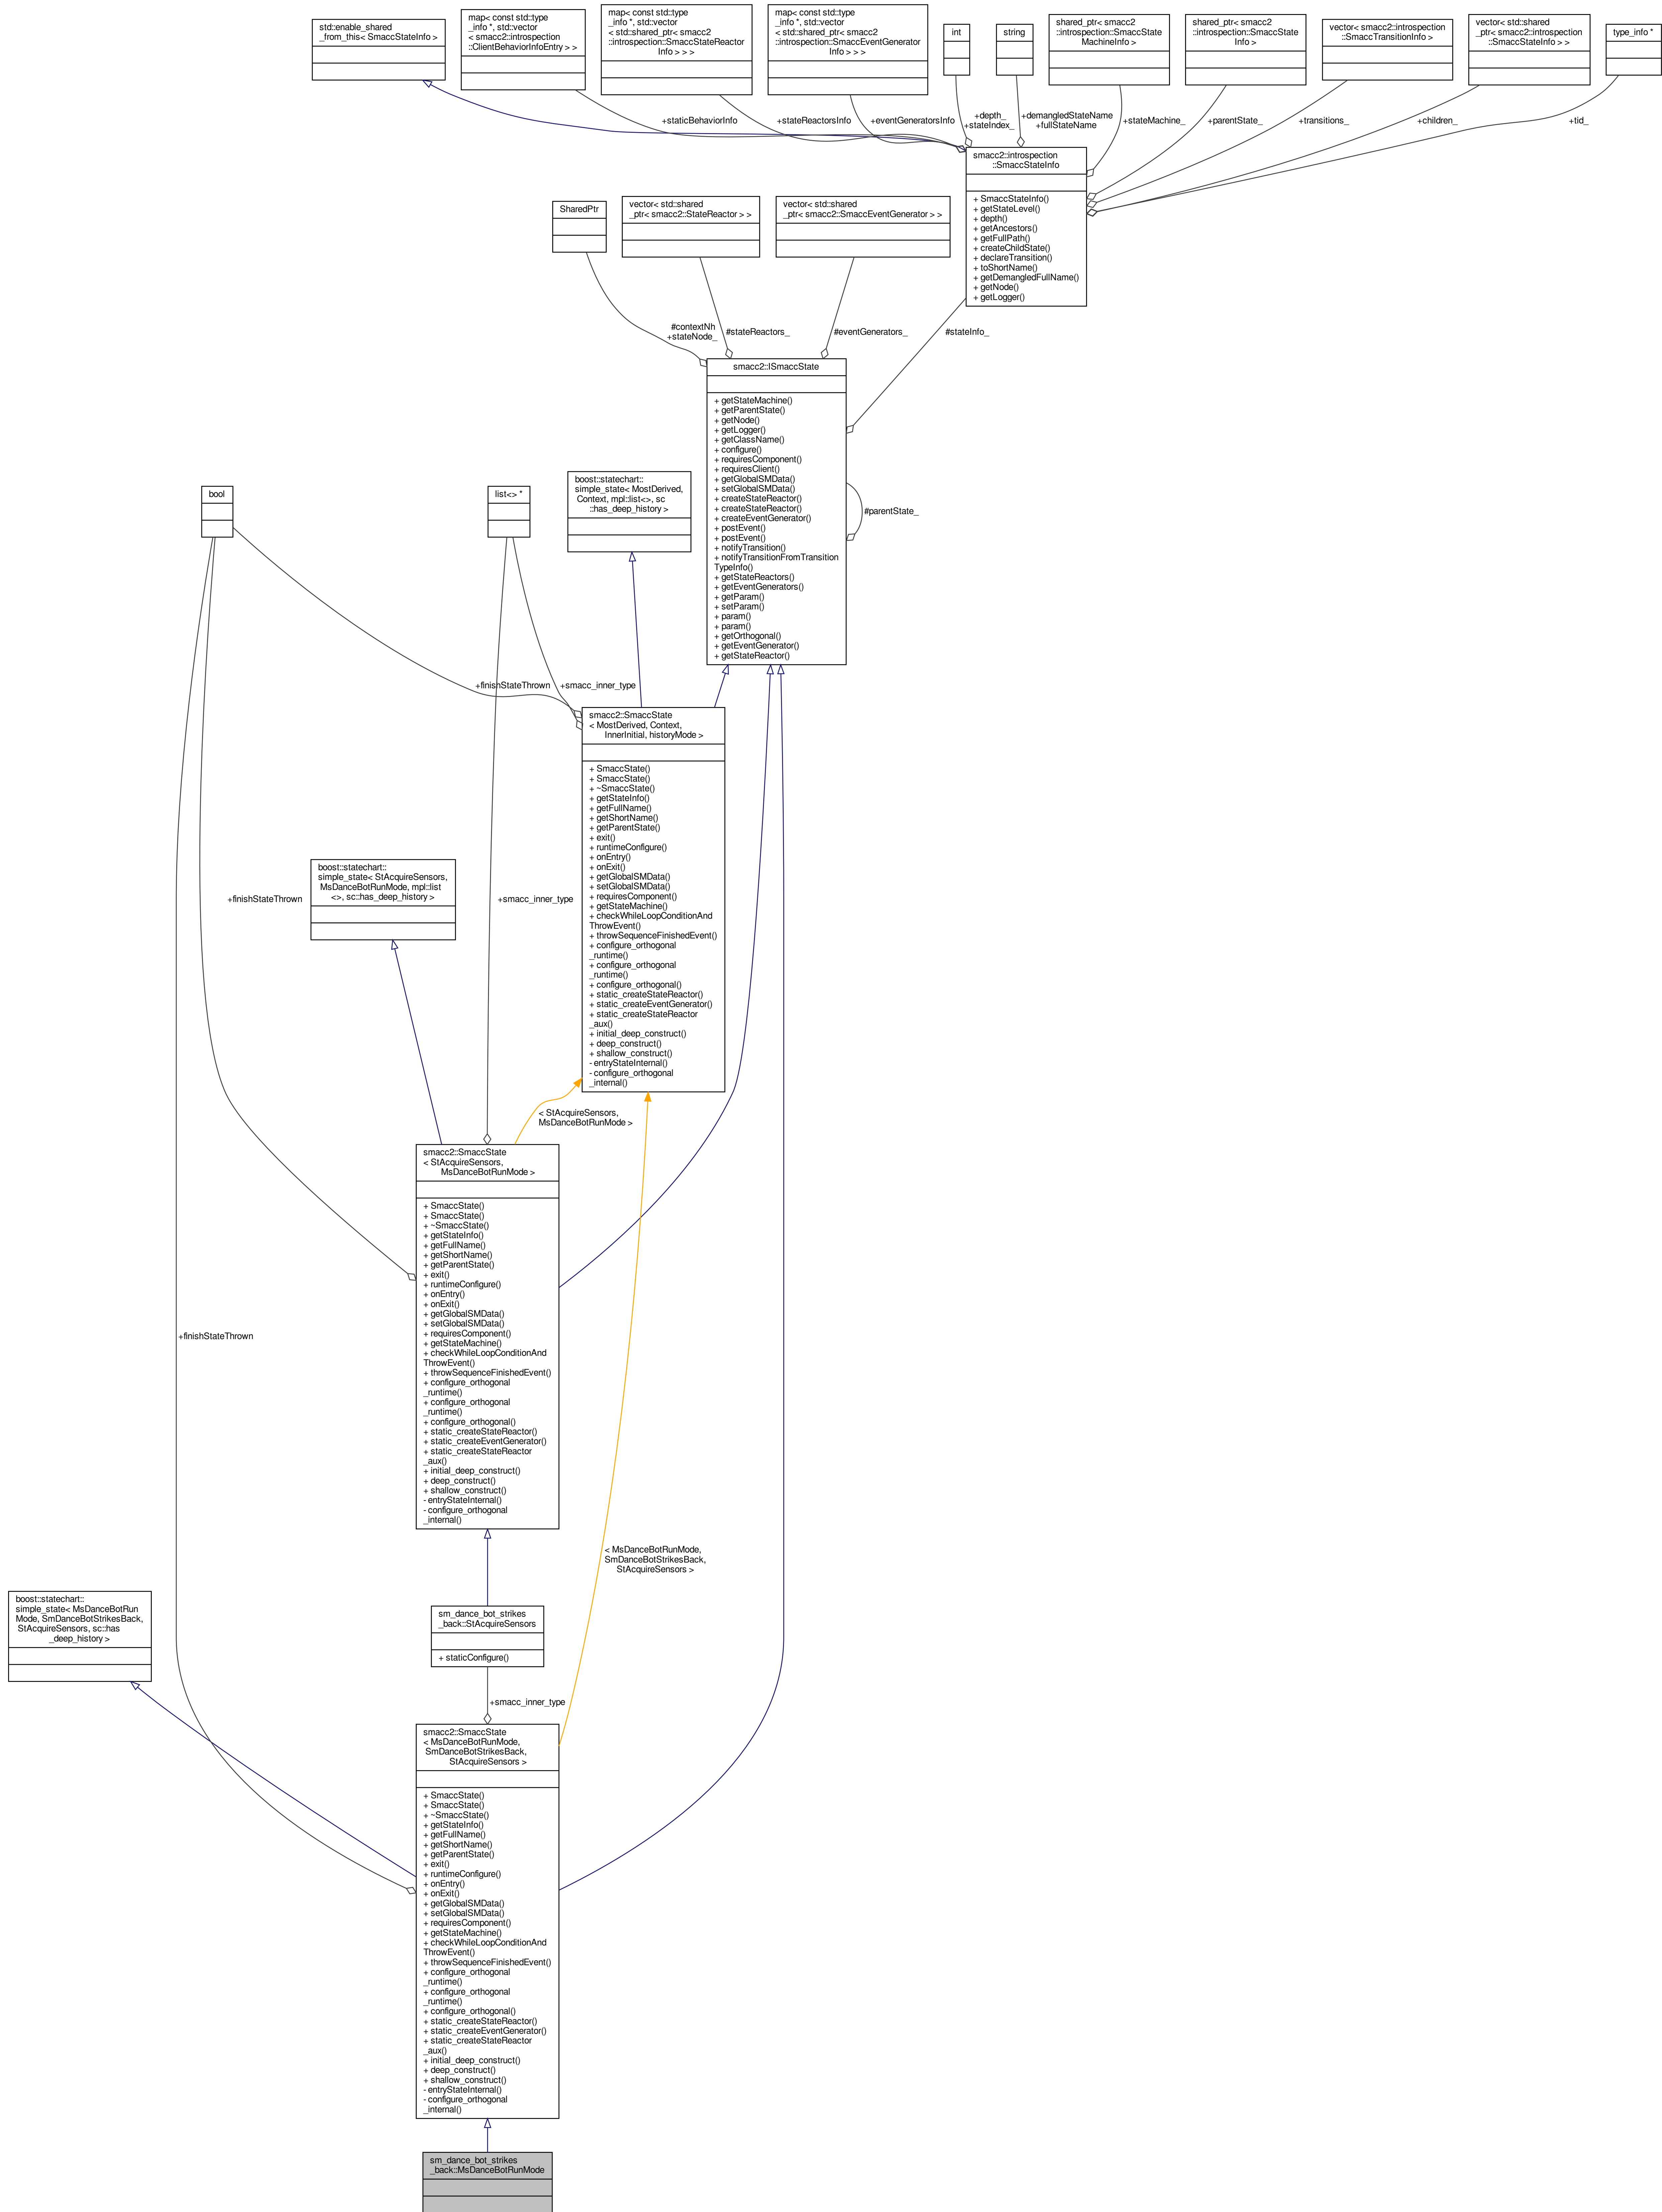 std::enable_shared
_from_this< SmaccStateInfo >
map< const std::type
_info *, std::vector
< smacc2::introspection
::ClientBehaviorInfoEntry > >
map< const std::type
_info *, std::vector
< std::shared_ptr< smacc2
::introspection::SmaccStateReactor
Info > > >
map< const std::type
_info *, std::vector
< std::shared_ptr< smacc2
::introspection::SmaccEventGenerator
Info > > >
int
string
shared_ptr< smacc2
::introspection::SmaccState
MachineInfo >
shared_ptr< smacc2
::introspection::SmaccState
Info >
vector< smacc2::introspection
::SmaccTransitionInfo >
vector< std::shared
_ptr< smacc2::introspection
::SmaccStateInfo > >
type_info *
+staticBehaviorInfo
+stateReactorsInfo
+eventGeneratorsInfo
+depth_
+stateIndex_
+demangledStateName
+fullStateName
+stateMachine_
+parentState_
+transitions_
+children_
+tid_
smacc2::introspection
::SmaccStateInfo
+ SmaccStateInfo()
+ getStateLevel()
+ depth()
+ getAncestors()
+ getFullPath()
+ createChildState()
+ declareTransition()
+ toShortName()
+ getDemangledFullName()
+ getNode()
+ getLogger()
SharedPtr
vector< std::shared
_ptr< smacc2::StateReactor > >
vector< std::shared
_ptr< smacc2::SmaccEventGenerator > >
#contextNh
+stateNode_
#stateReactors_
#eventGenerators_
#stateInfo_
smacc2::ISmaccState
+ getStateMachine()
+ getParentState()
+ getNode()
+ getLogger()
+ getClassName()
+ configure()
+ requiresComponent()
+ requiresClient()
+ getGlobalSMData()
+ setGlobalSMData()
+ createStateReactor()
+ createStateReactor()
+ createEventGenerator()
+ postEvent()
+ postEvent()
+ notifyTransition()
+ notifyTransitionFromTransition
TypeInfo()
+ getStateReactors()
+ getEventGenerators()
+ getParam()
+ setParam()
+ param()
+ param()
+ getOrthogonal()
+ getEventGenerator()
+ getStateReactor()
#parentState_
bool
list<> *
boost::statechart::
simple_state< MostDerived,
Context, mpl::list<>, sc
::has_deep_history >
+finishStateThrown
+smacc_inner_type
smacc2::SmaccState
< MostDerived, Context,
InnerInitial, historyMode >
+ SmaccState()
+ SmaccState()
+ ~SmaccState()
+ getStateInfo()
+ getFullName()
+ getShortName()
+ getParentState()
+ exit()
+ runtimeConfigure()
+ onEntry()
+ onExit()
+ getGlobalSMData()
+ setGlobalSMData()
+ requiresComponent()
+ getStateMachine()
+ checkWhileLoopConditionAnd
ThrowEvent()
+ throwSequenceFinishedEvent()
+ configure_orthogonal
_runtime()
+ configure_orthogonal
_runtime()
+ configure_orthogonal()
+ static_createStateReactor()
+ static_createEventGenerator()
+ static_createStateReactor
_aux()
+ initial_deep_construct()
+ deep_construct()
+ shallow_construct()
- entryStateInternal()
- configure_orthogonal
_internal()
boost::statechart::
simple_state< StAcquireSensors,
MsDanceBotRunMode, mpl::list
<>, sc::has_deep_history >
+finishStateThrown
+smacc_inner_type
< StAcquireSensors,
MsDanceBotRunMode >
smacc2::SmaccState
< StAcquireSensors,
MsDanceBotRunMode >
+ SmaccState()
+ SmaccState()
+ ~SmaccState()
+ getStateInfo()
+ getFullName()
+ getShortName()
+ getParentState()
+ exit()
+ runtimeConfigure()
+ onEntry()
+ onExit()
+ getGlobalSMData()
+ setGlobalSMData()
+ requiresComponent()
+ getStateMachine()
+ checkWhileLoopConditionAnd
ThrowEvent()
+ throwSequenceFinishedEvent()
+ configure_orthogonal
_runtime()
+ configure_orthogonal
_runtime()
+ configure_orthogonal()
+ static_createStateReactor()
+ static_createEventGenerator()
+ static_createStateReactor
_aux()
+ initial_deep_construct()
+ deep_construct()
+ shallow_construct()
- entryStateInternal()
- configure_orthogonal
_internal()
+finishStateThrown
< MsDanceBotRunMode,
SmDanceBotStrikesBack,
StAcquireSensors >
boost::statechart::
simple_state< MsDanceBotRun
Mode, SmDanceBotStrikesBack,
StAcquireSensors, sc::has
_deep_history >
sm_dance_bot_strikes
_back::StAcquireSensors
+ staticConfigure()
+smacc_inner_type
smacc2::SmaccState
< MsDanceBotRunMode,
SmDanceBotStrikesBack,
StAcquireSensors >
+ SmaccState()
+ SmaccState()
+ ~SmaccState()
+ getStateInfo()
+ getFullName()
+ getShortName()
+ getParentState()
+ exit()
+ runtimeConfigure()
+ onEntry()
+ onExit()
+ getGlobalSMData()
+ setGlobalSMData()
+ requiresComponent()
+ getStateMachine()
+ checkWhileLoopConditionAnd
ThrowEvent()
+ throwSequenceFinishedEvent()
+ configure_orthogonal
_runtime()
+ configure_orthogonal
_runtime()
+ configure_orthogonal()
+ static_createStateReactor()
+ static_createEventGenerator()
+ static_createStateReactor
_aux()
+ initial_deep_construct()
+ deep_construct()
+ shallow_construct()
- entryStateInternal()
- configure_orthogonal
_internal()
sm_dance_bot_strikes
_back::MsDanceBotRunMode